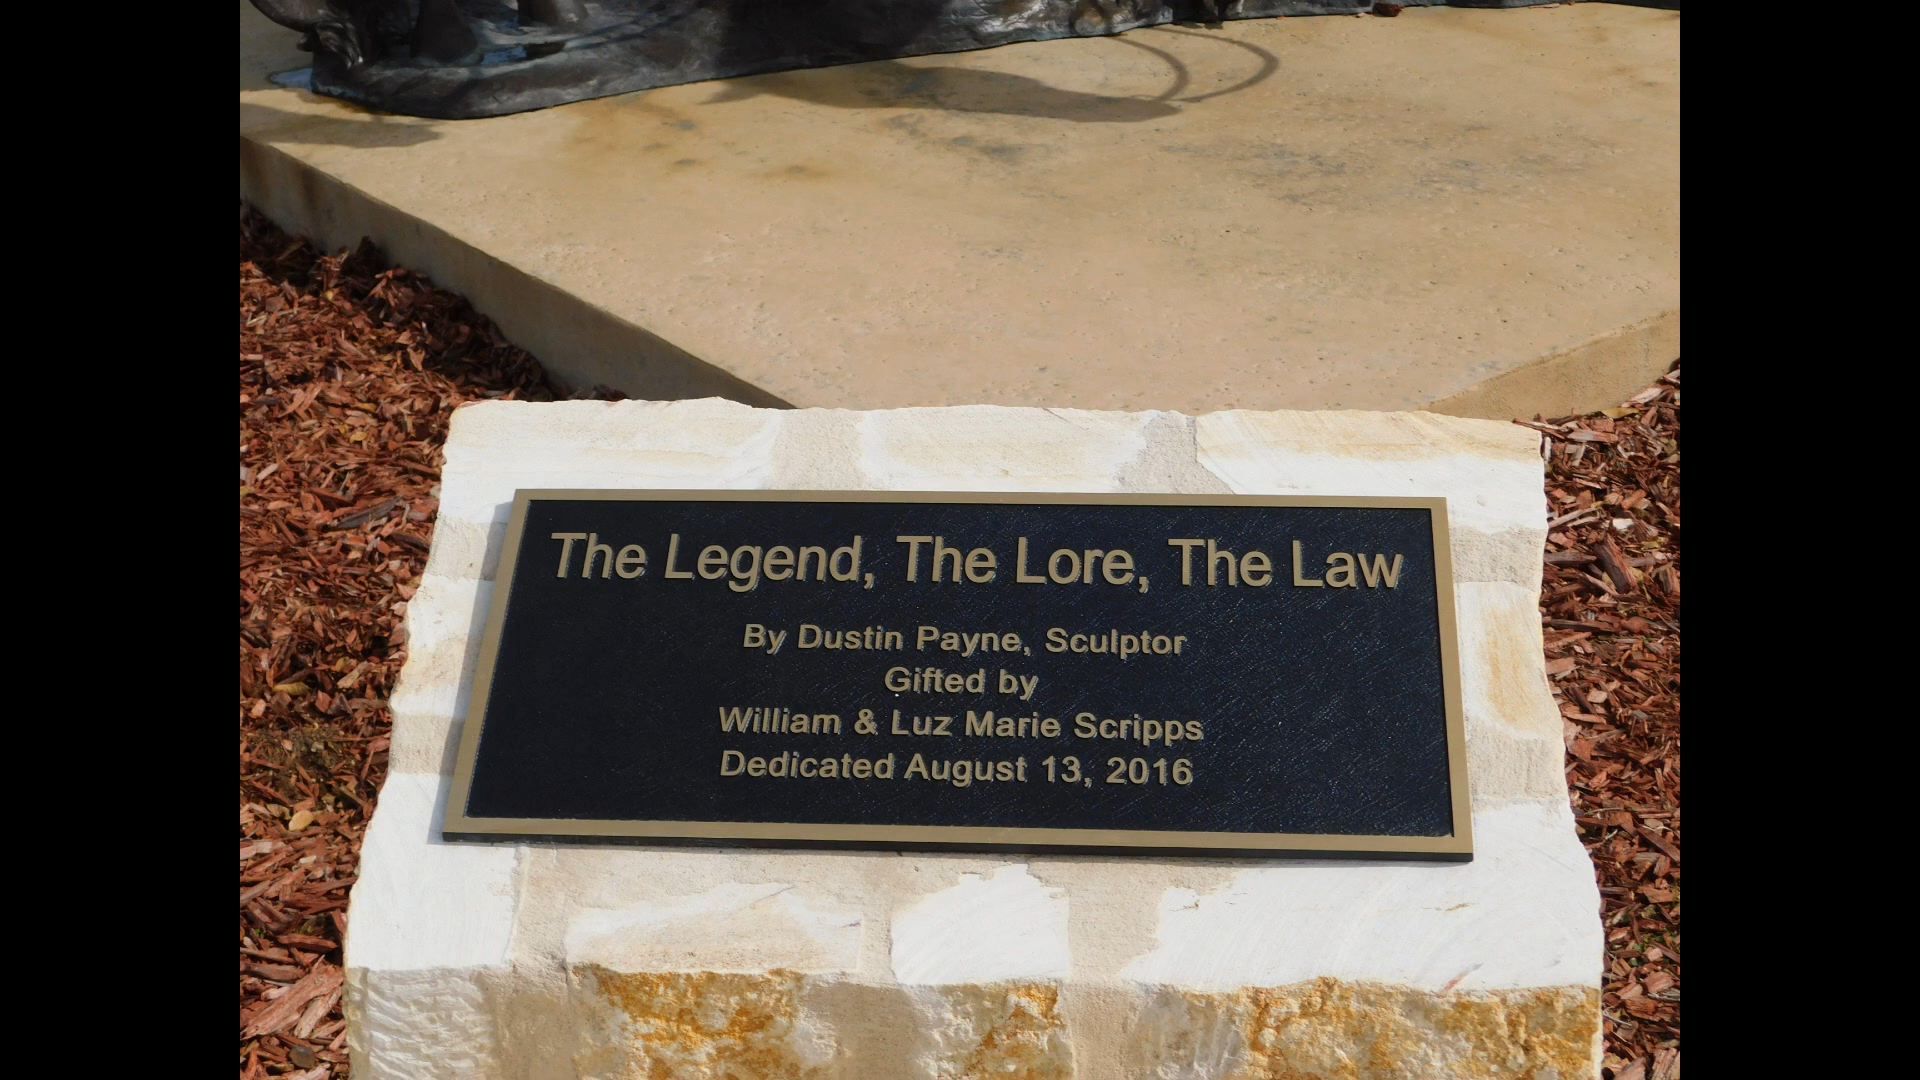 The Legend, The Lore, The Law
By Dustin Payne, Sculptor
Gifted by
William & Luz Marie Scripps
Dedicated August 13, 2016